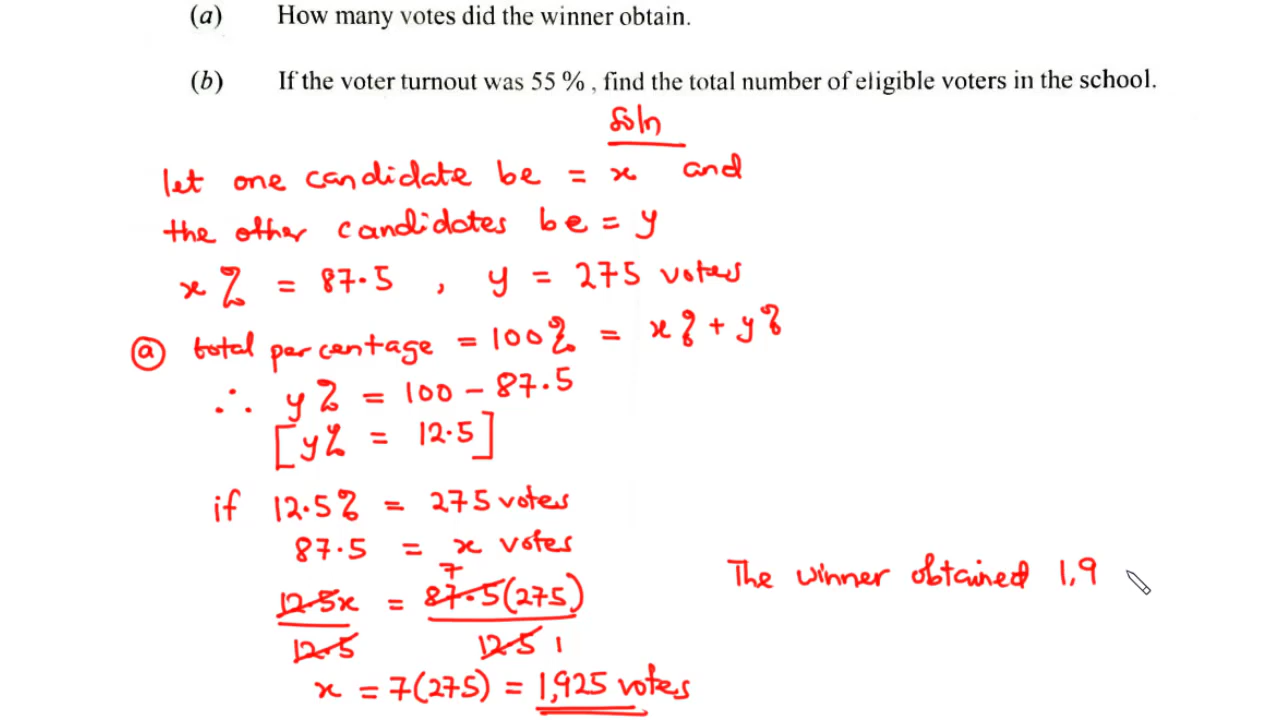 (a) How many votes did the winner obtain.
(b) If the voter turnout was 55 % , find the total number of eligible voters in the school.
Soln
let one candidate be = x and
the other candidates be = y
x% = 87.5 , y = 275 votes
(a) total percentage = 100% = x% + y%
∴ y% = 100 - 87.5
[y% = 12.5]
if 12.5% = 275 votes
87.5 = x votes
7
12.5x = 87.5(275)
12.5 12.5 1
x = 7(275) = 1,925 votes
The winner obtained 1,9